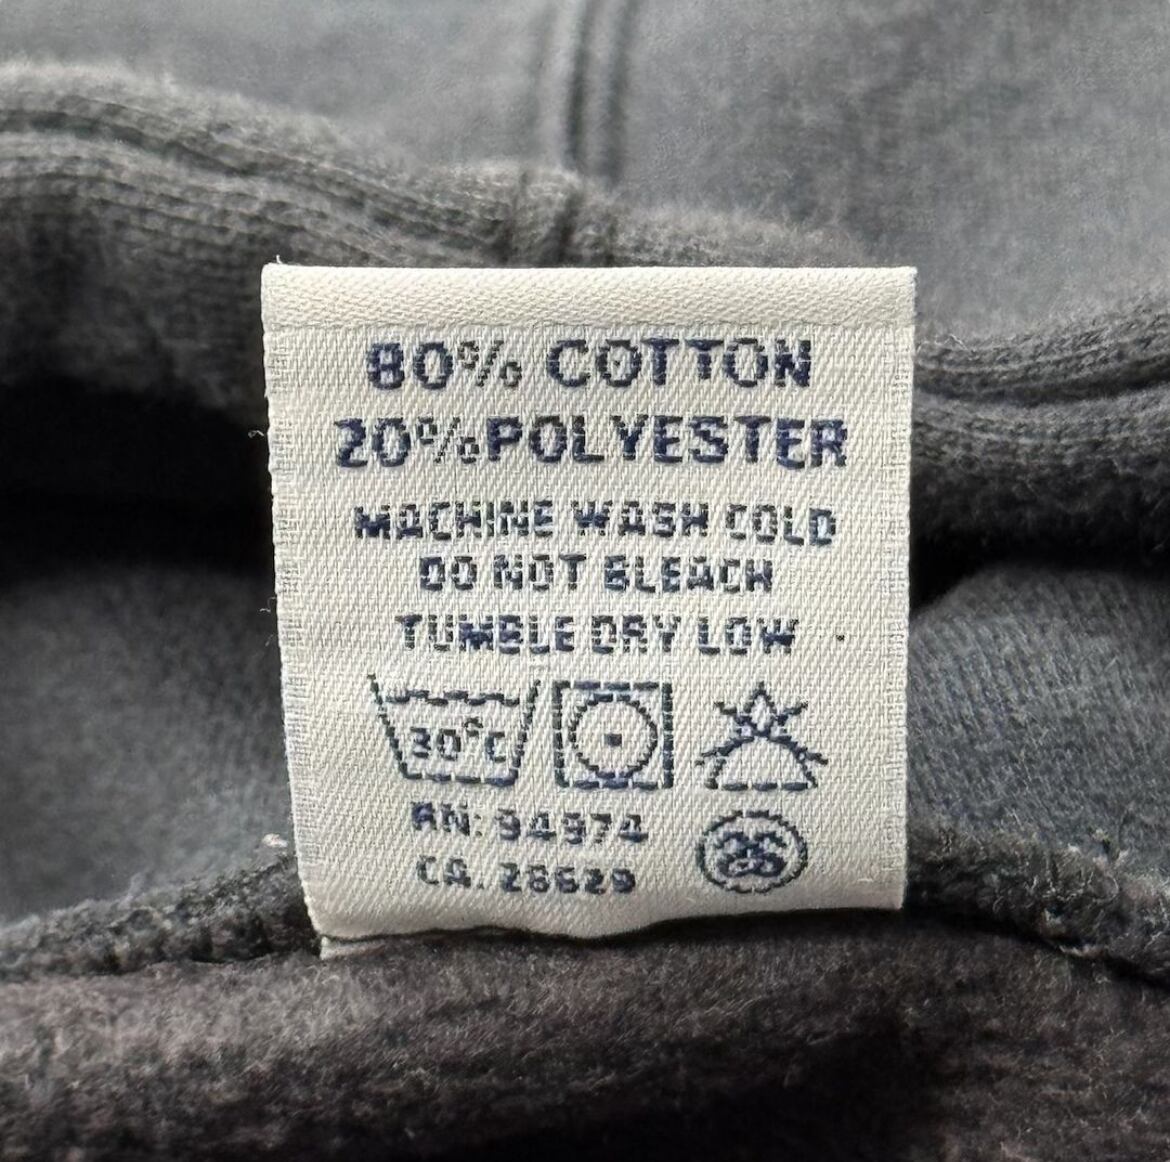 80% COTTON
20% POLYESTER
MACHINE WASH COLD
DO NOT BLEACH
TUMBLE DRY LOW
30°C
RN: 94974
CA. 28629